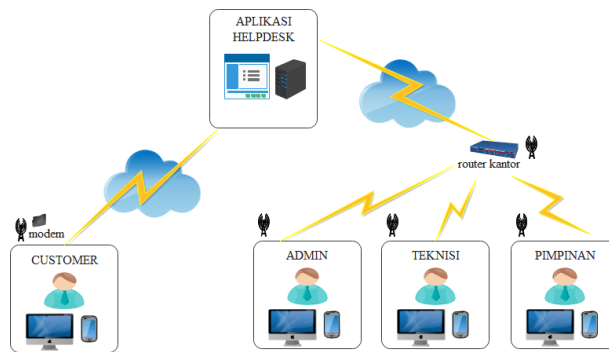 APLIKASI
HELPDESK
router kantor
modem
CUSTOMER
ADMIN
TEKNISI
PIMPINAN